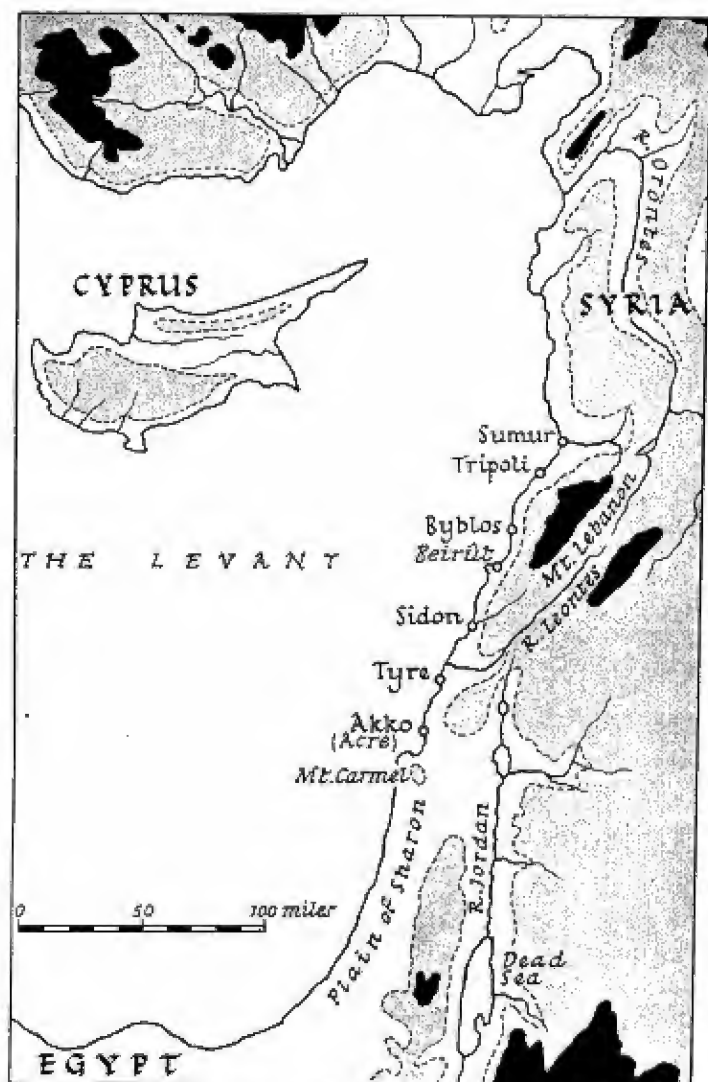 R. Orontes
CYPRUS
SYRIA
Sumur
Tripoli
Byblos
Beirût
Mt. Lebanon
THE LEVANT
R. Leontes
Sidon
Tyre
Akko
(Acre)
Mt. Carmel
Plain of Sharon
R. Jordan
0 50 100 miles
Dead
Sea
EGYPT